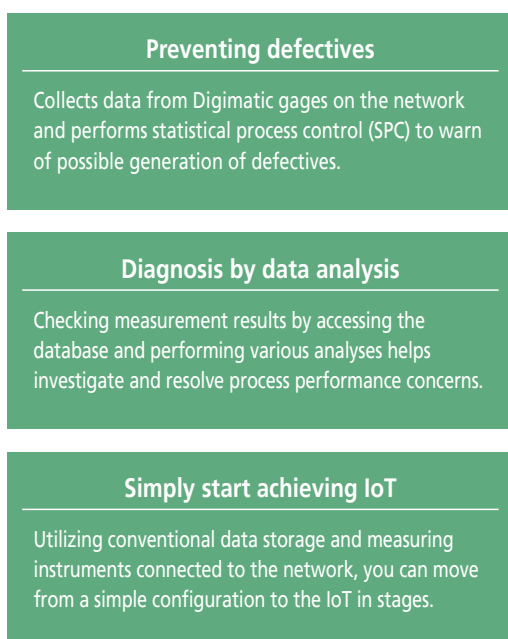 Preventing defectives
Collects data from Digimatic gages on the network
and performs statistical process control (SPC) to warn
of possible generation of defectives.
Diagnosis by data analysis
Checking measurement results by accessing the
database and performing various analyses helps
investigate and resolve process performance concerns.
Simply start achieving IoT
Utilizing conventional data storage and measuring
instruments connected to the network, you can move
from a simple configuration to the IoT in stages.